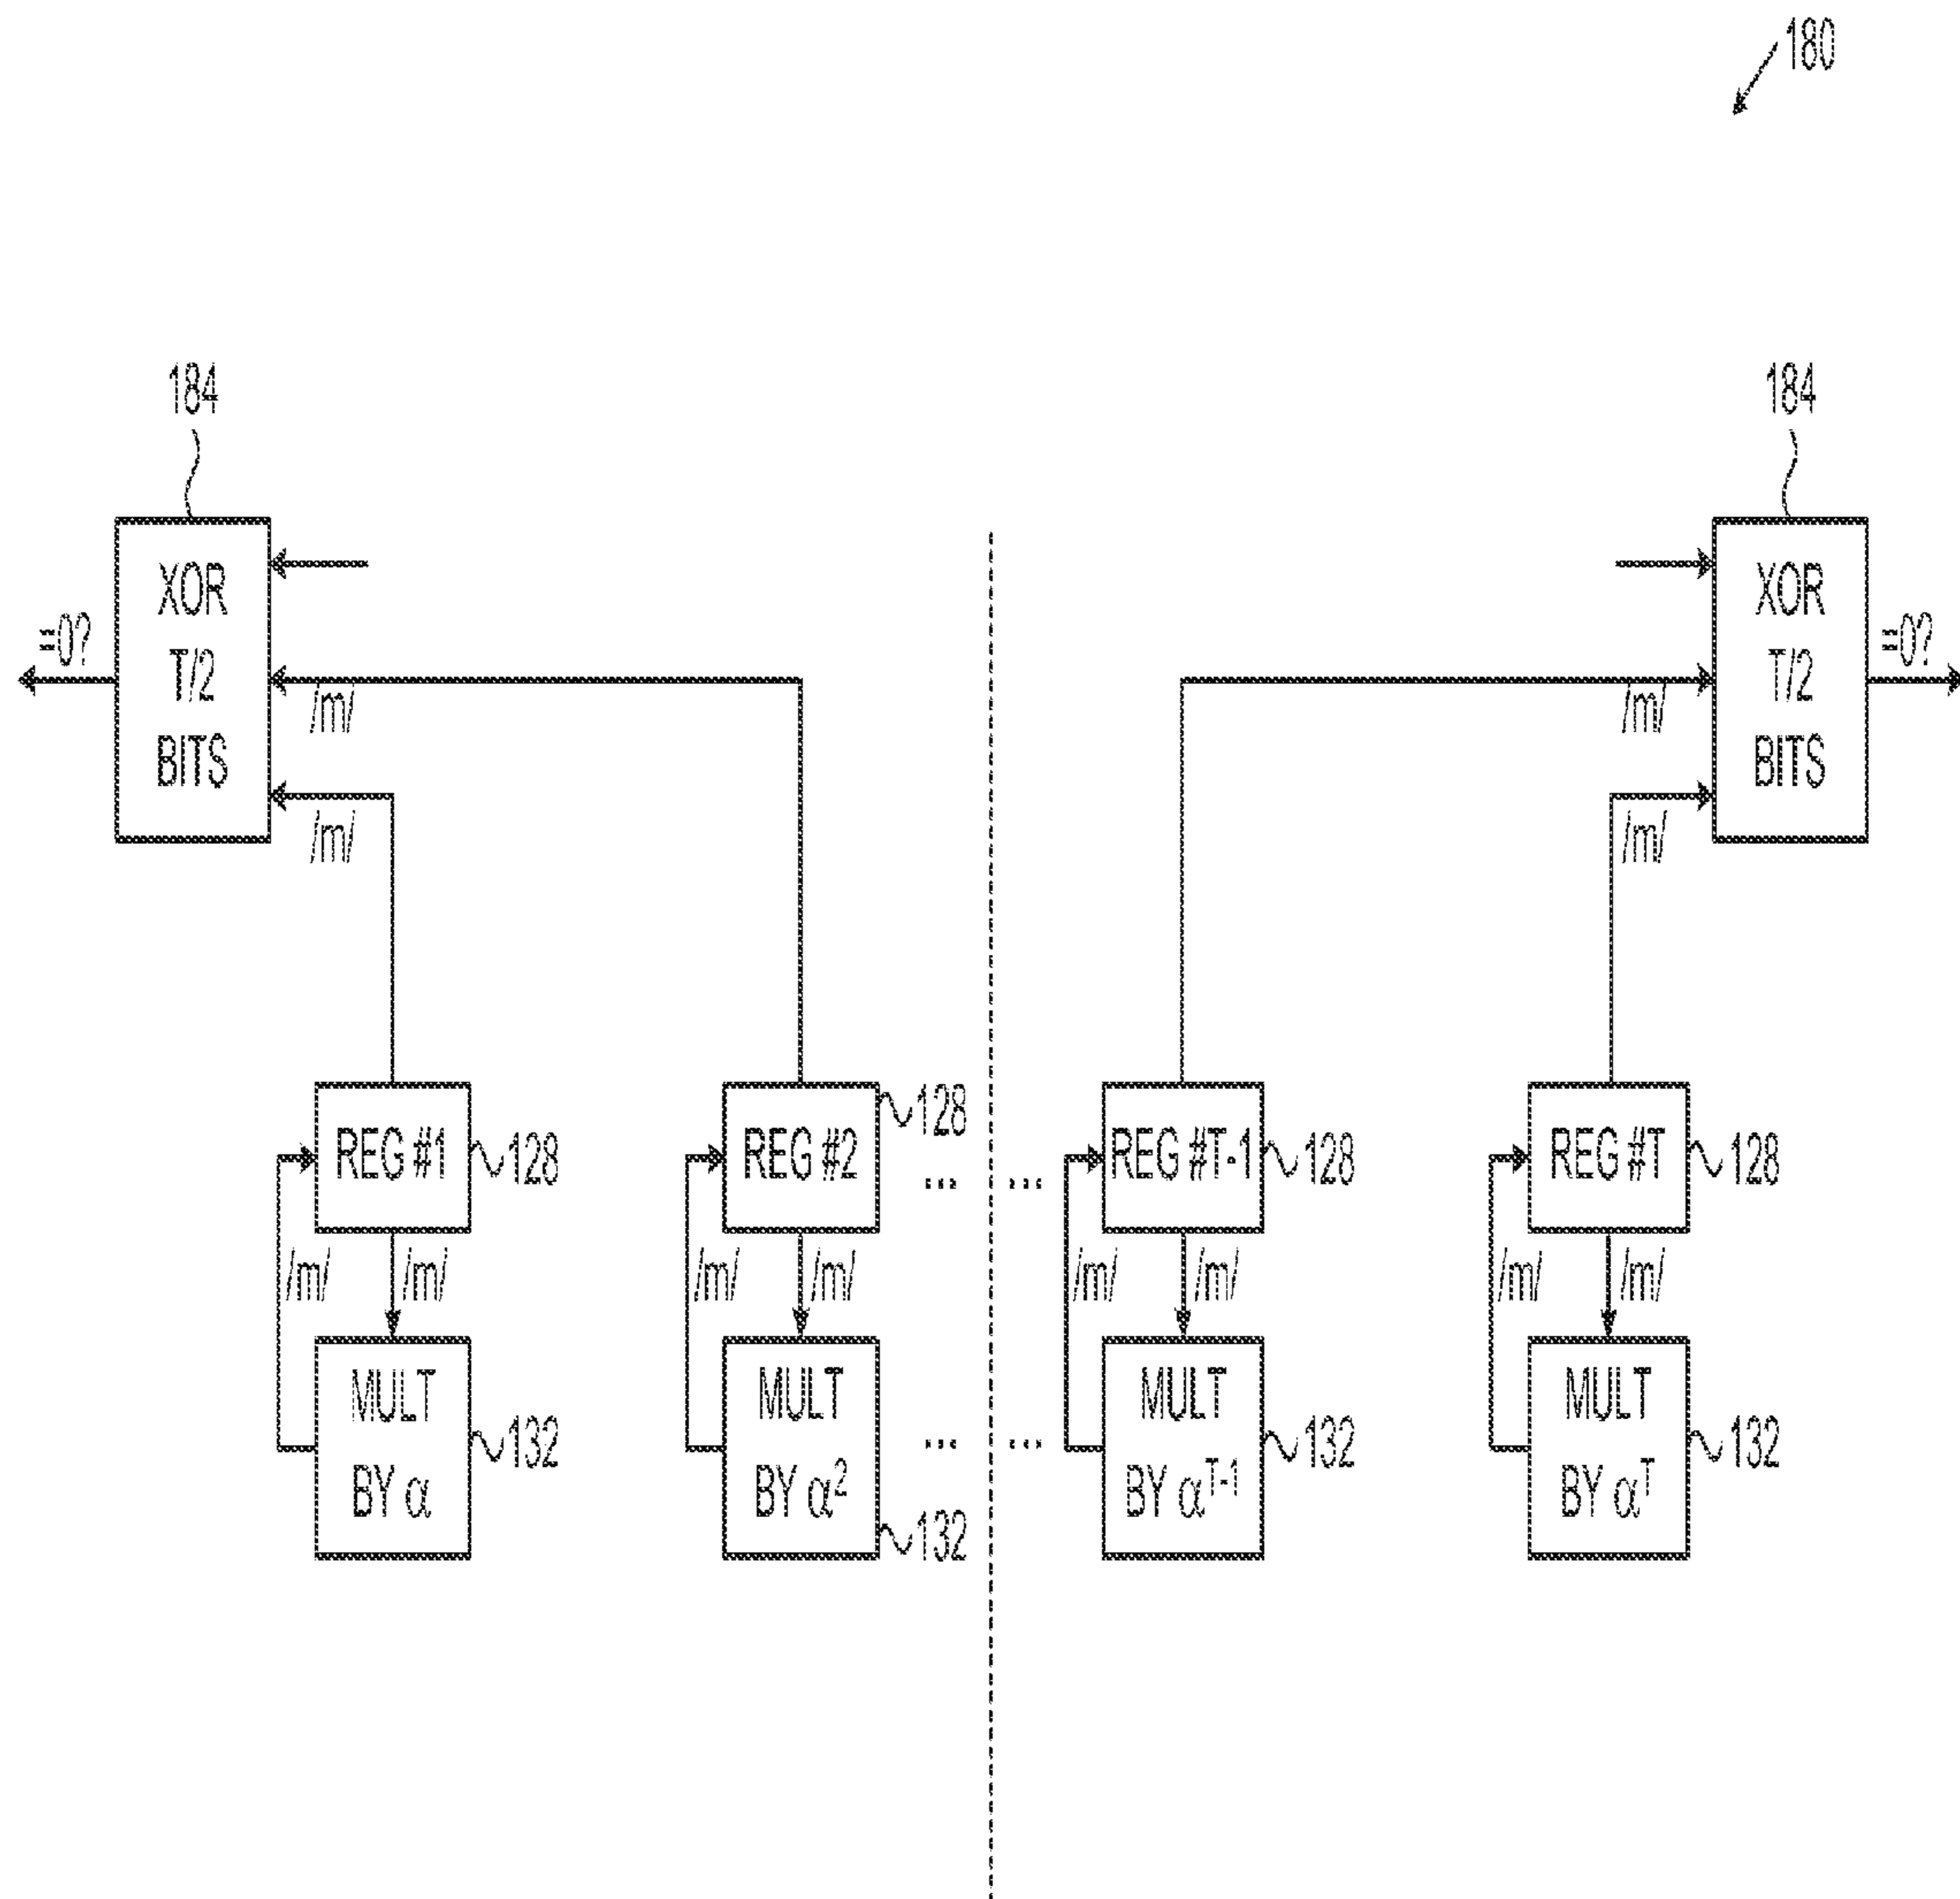 180
184
184
XOR
T/2
BITS
=0?
/m/
/m/
XOR
T/2
BITS
=0?
/m/
/m/
REG #1
128
REG #2
128
...
...
REG #T-1
128
REG #T
128
/m/
/m/
/m/
/m/
/m/
/m/
/m/
/m/
MULT
BY α
132
MULT
BY α²
132
...
...
MULT
BY αᵀ⁻¹
132
MULT
BY αᵀ
132